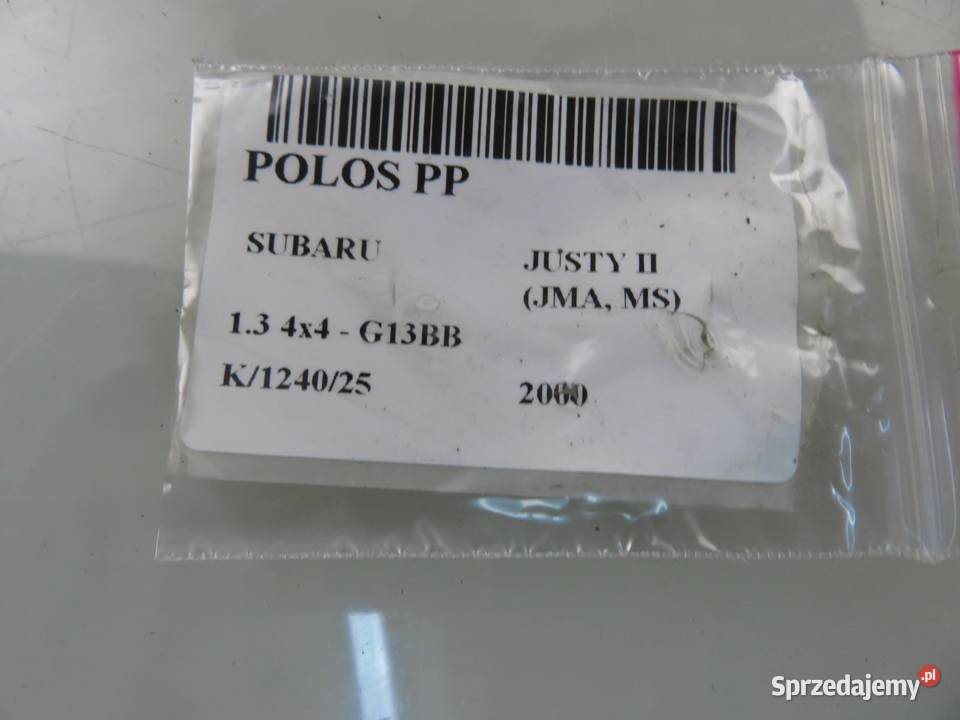 POLOS PP
SUBARU
JUSTY II
(JMA, MS)
1.3 4x4 - G13BB
K/1240/25
2000
Sprzedajemy.pl